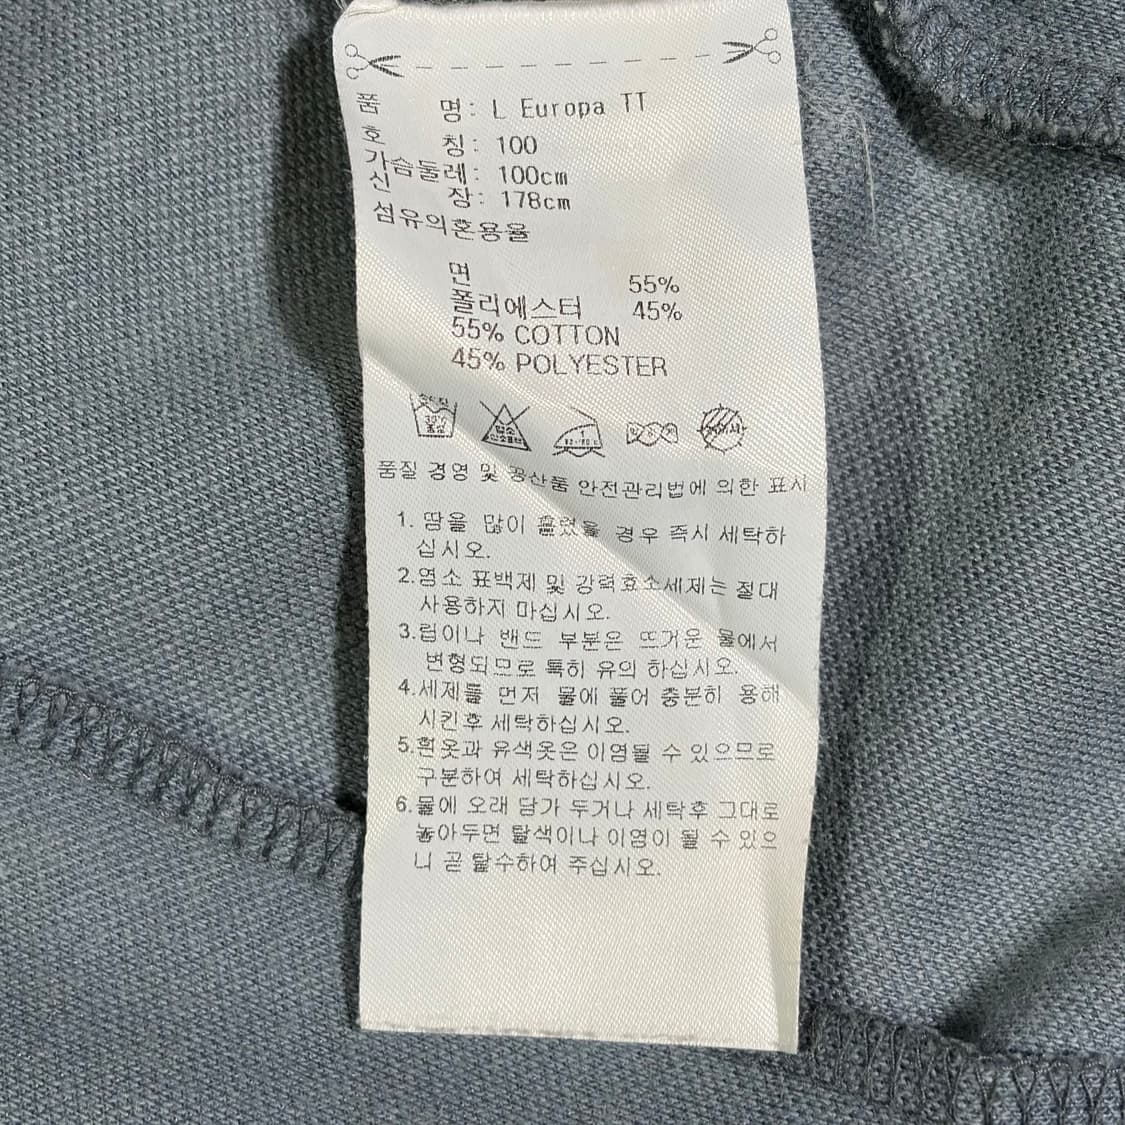 품 명: L Europa TT
호 칭: 100
가슴둘레: 100cm
신 장: 178cm
섬유의혼용율
면 55%
폴리에스터 45%
55% COTTON
45% POLYESTER
품질 경영 및 공산품 안전관리법에 의한 표시
1. 땀을 많이 흘렸을 경우 즉시 세탁하
십시오.
2.염소 표백제 및 강력효소세제는 절대
사용하지 마십시오.
3.립이나 밴드 부분은 뜨거운 물에서
변형되므로 특히 유의 하십시오.
4.세제를 먼저 물에 풀어 충분히 용해
시킨후 세탁하십시오.
5.흰옷과 유색옷은 이염될 수 있으므로
구분하여 세탁하십시오.
6.물에 오래 담가 두거나 세탁후 그대로
놓아두면 탈색이나 이염이 될 수 있으
니 곧 탈수하여 주십시오.